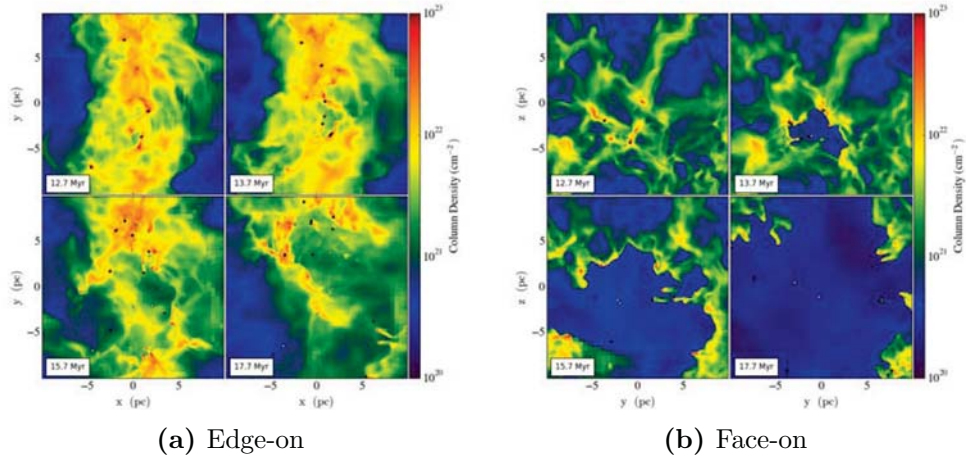 10²³
5
0
−5
y (pc)
12.7 Myr
13.7 Myr
10²²
Column Density (cm⁻²)
10²¹
5
0
−5
y (pc)
15.7 Myr
17.7 Myr
10²⁰
−5 0 5 −5 0 5
x (pc) x (pc)
(a) Edge-on
10²³
5
0
−5
z (pc)
12.7 Myr
13.7 Myr
10²²
Column Density (cm⁻²)
10²¹
5
0
−5
z (pc)
15.7 Myr
17.7 Myr
10²⁰
−5 0 5 −5 0 5
y (pc) y (pc)
(b) Face-on